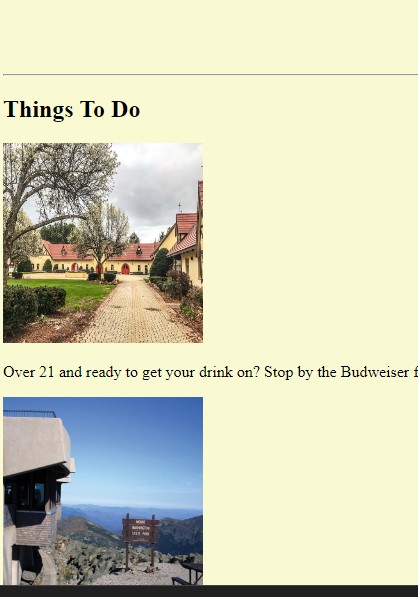 Things To Do
Over 21 and ready to get your drink on? Stop by the Budweiser f
MOUNT
WASHINGTON
STATE PARK